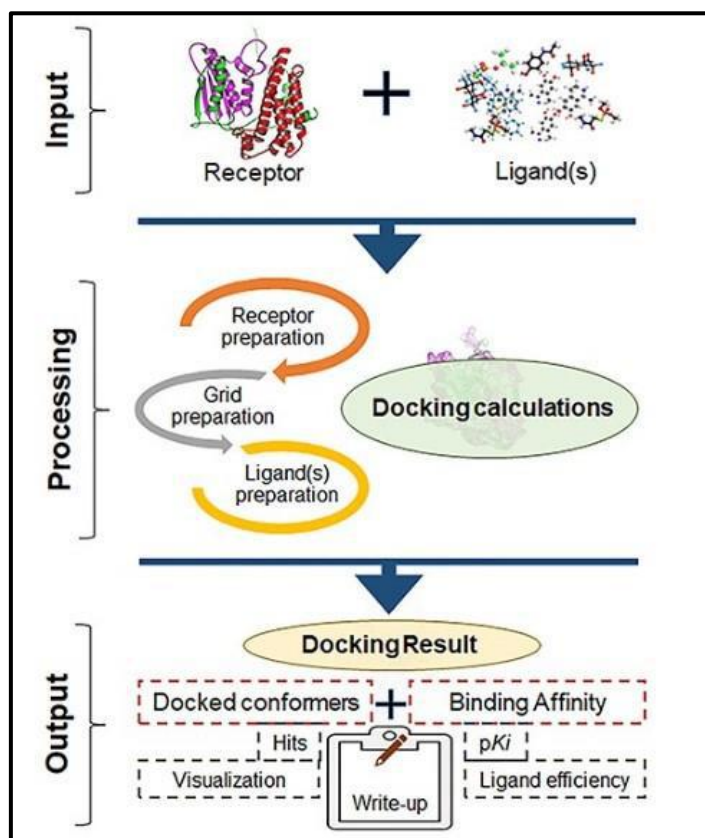 Input
Receptor
+
Ligand(s)
Processing
Receptor
preparation
Grid
preparation
Ligand(s)
preparation
Docking calculations
Output
Docking Result
Docked conformers
+
Binding Affinity
Hits
pKi
Visualization
Write-up
Ligand efficiency